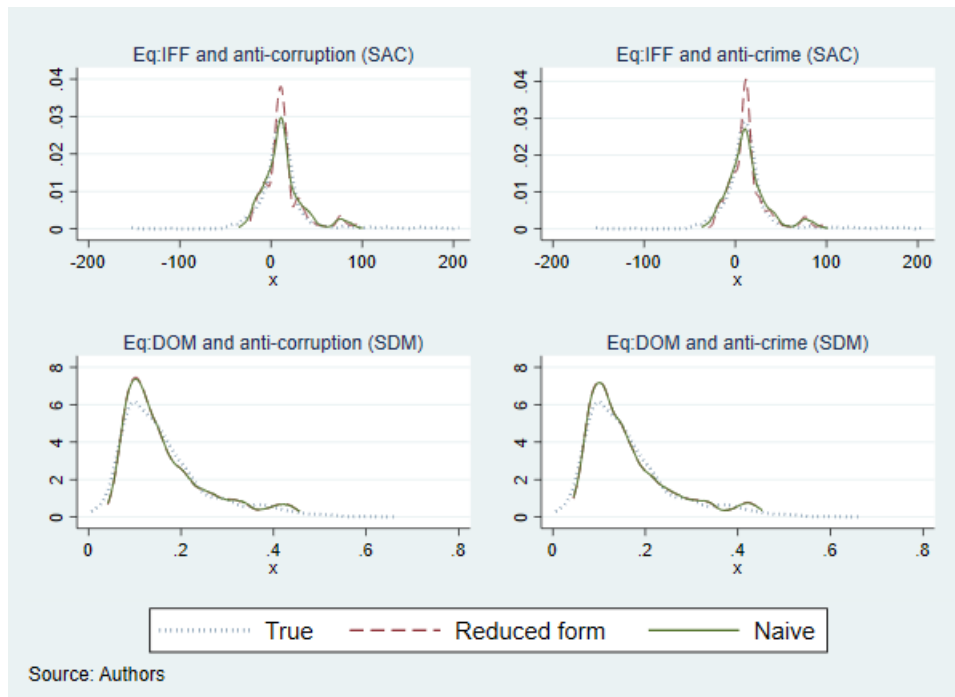 Eq:IFF and anti-corruption (SAC)
0 .01 .02 .03 .04
-200 -100 0 100 200
x
Eq:IFF and anti-crime (SAC)
0 .01 .02 .03 .04
-200 -100 0 100 200
x
Eq:DOM and anti-corruption (SDM)
0 2 4 6 8
0 .2 .4 .6 .8
x
Eq:DOM and anti-crime (SDM)
0 2 4 6 8
0 .2 .4 .6 .8
x
True Reduced form Naive
Source: Authors